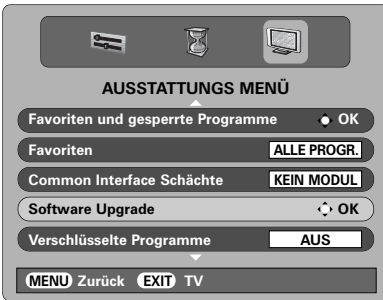 AUSSTATTUNGS MENÜ
Favoriten und gesperrte Programme OK
Favoriten ALLE PROGR.
Common Interface Schächte KEIN MODUL
Software Upgrade OK
Verschlüsselte Programme AUS
MENU Zurück EXIT TV